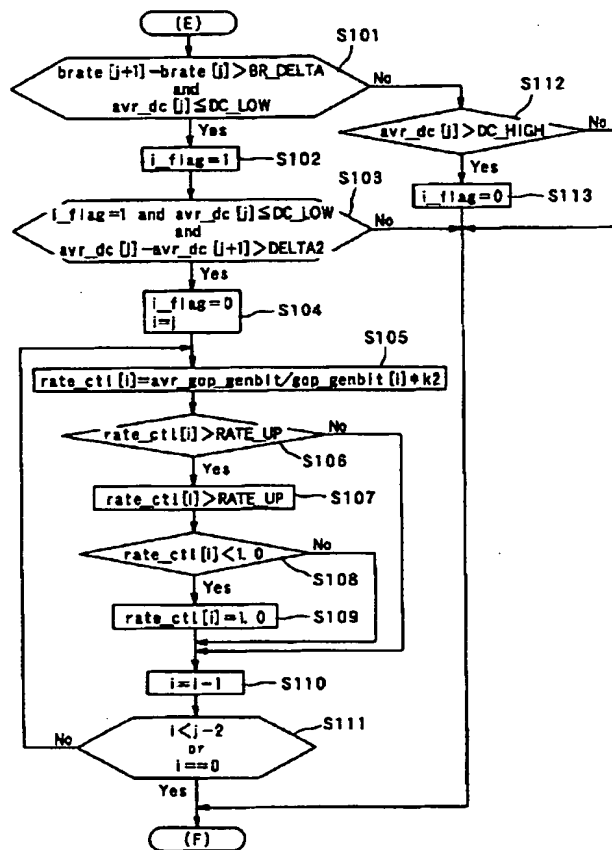 (E)
S101
brate [j+1]-brate [j]>BR_DELTA
and
avr_dc [j]≤DC_LOW
No
S112
avr_dc [j]>DC_HIGH
No
Yes
i_flag=1
S102
Yes
i_flag=0
S113
S103
i_flag=1 and avr_dc [j]≤DC_LOW
and
avr_dc [j]-avr_dc [j+1]>DELTA2
No
Yes
i_flag=0
i=j
S104
S105
rate_ctl [i]=avr_gop_genbit/gop_genbit [i]*k2
rate_ctl[i]>RATE_UP
No
S106
Yes
rate_ctl[i]>RATE_UP
S107
rate_ctl[i]<1.0
No
S108
Yes
rate_ctl[i]=1.0
S109
i=i-1
S110
i<j-2
or
i==0
S111
No
Yes
(F)